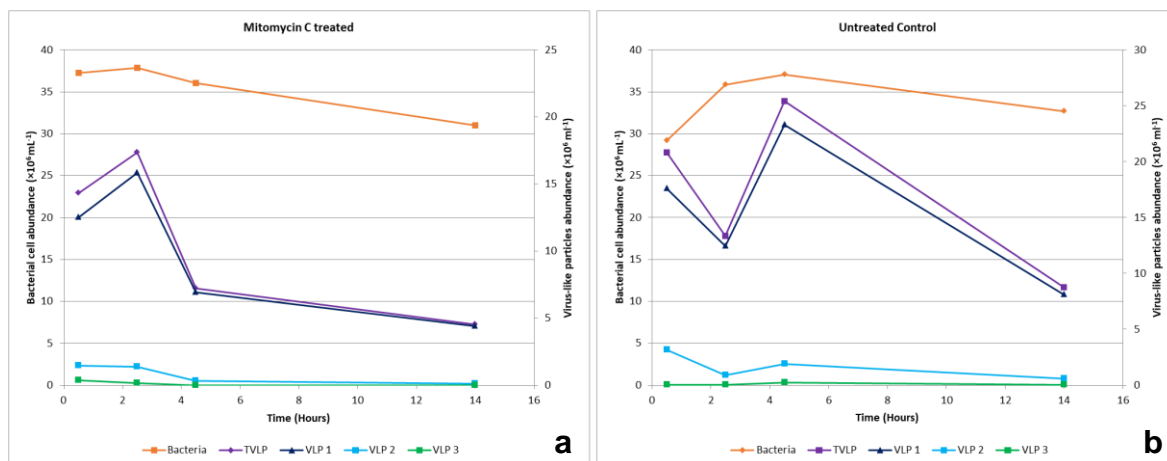 Mitomycin C treated
Bacterial cell abundance (×10⁶ mL⁻¹)
40
35
30
25
20
15
10
5
0
25
20
15
10
5
0
Virus-like particles abundance (×10⁶ ml⁻¹)
0 2 4 6 8 10 12 14 16
Time (Hours)
Bacteria TVLP VLP 1 VLP 2 VLP 3
a
Untreated Control
Bacterial cell abundance (×10⁶ mL⁻¹)
40
35
30
25
20
15
10
5
0
30
25
20
15
10
5
0
Virus-like particles abundance (×10⁶ ml⁻¹)
0 2 4 6 8 10 12 14 16
Time (Hours)
Bacteria TVLP VLP 1 VLP 2 VLP 3
b